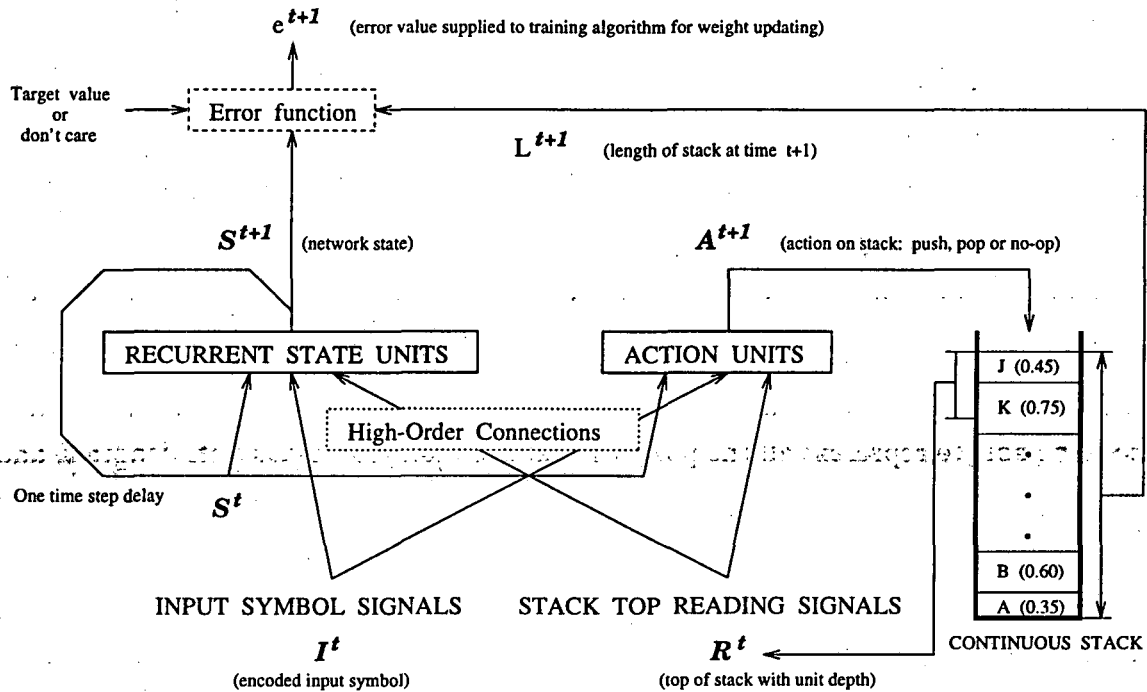 e^{t+1} (error value supplied to training algorithm for weight updating)
Target value
or
don't care
Error function
L^{t+1} (length of stack at time t+1)
S^{t+1} (network state)
A^{t+1} (action on stack: push, pop or no-op)
RECURRENT STATE UNITS
ACTION UNITS
J (0.45)
K (0.75)
High-Order Connections
One time step delay
S^t
B (0.60)
A (0.35)
CONTINUOUS STACK
INPUT SYMBOL SIGNALS
I^t
(encoded input symbol)
STACK TOP READING SIGNALS
R^t
(top of stack with unit depth)